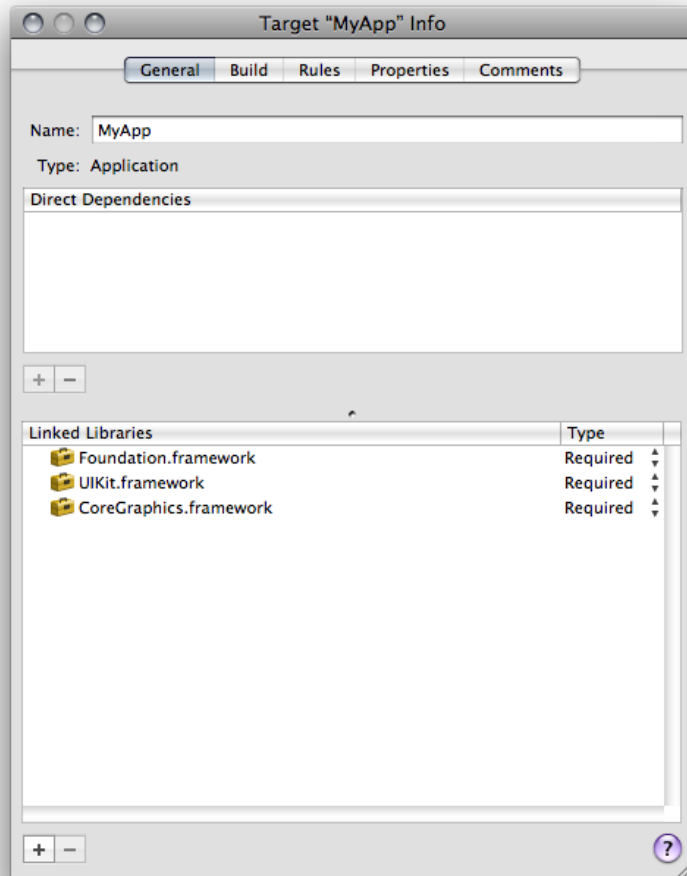 Target “MyApp” Info
General Build Rules Properties Comments
Name: MyApp
Type: Application
Direct Dependencies
+ −
Linked Libraries Type
Foundation.framework Required
UIKit.framework Required
CoreGraphics.framework Required
+ − ?